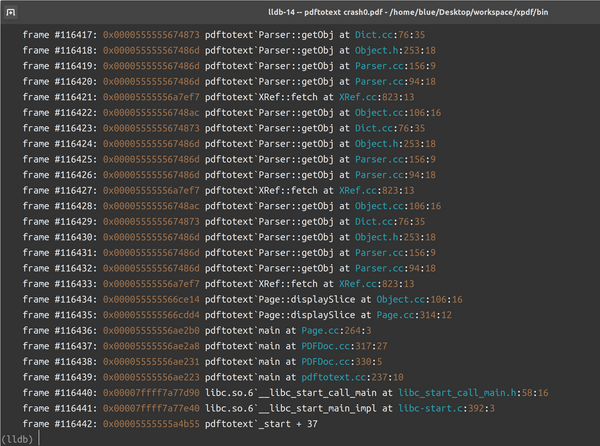 lldb-14 -- pdftotext crash0.pdf - /home/blue/Desktop/workspace/xpdf/bin
frame #116417: 0x0000555555674873 pdftotext`Parser::getObj at Dict.cc:76:35
frame #116418: 0x000055555567486d pdftotext`Parser::getObj at Object.h:253:18
frame #116419: 0x000055555567486d pdftotext`Parser::getObj at Parser.cc:156:9
frame #116420: 0x000055555567486d pdftotext`Parser::getObj at Parser.cc:94:18
frame #116421: 0x00005555556a7ef7 pdftotext`XRef::fetch at XRef.cc:823:13
frame #116422: 0x00005555556748ac pdftotext`Parser::getObj at Object.cc:106:16
frame #116423: 0x0000555555674873 pdftotext`Parser::getObj at Dict.cc:76:35
frame #116424: 0x000055555567486d pdftotext`Parser::getObj at Object.h:253:18
frame #116425: 0x000055555567486d pdftotext`Parser::getObj at Parser.cc:156:9
frame #116426: 0x000055555567486d pdftotext`Parser::getObj at Parser.cc:94:18
frame #116427: 0x00005555556a7ef7 pdftotext`XRef::fetch at XRef.cc:823:13
frame #116428: 0x00005555556748ac pdftotext`Parser::getObj at Object.cc:106:16
frame #116429: 0x0000555555674873 pdftotext`Parser::getObj at Dict.cc:76:35
frame #116430: 0x000055555567486d pdftotext`Parser::getObj at Object.h:253:18
frame #116431: 0x000055555567486d pdftotext`Parser::getObj at Parser.cc:156:9
frame #116432: 0x000055555567486d pdftotext`Parser::getObj at Parser.cc:94:18
frame #116433: 0x00005555556a7ef7 pdftotext`XRef::fetch at XRef.cc:823:13
frame #116434: 0x000055555566ce14 pdftotext`Page::displaySlice at Object.cc:106:16
frame #116435: 0x000055555566cdd4 pdftotext`Page::displaySlice at Page.cc:314:12
frame #116436: 0x00005555556ae2b0 pdftotext`main at Page.cc:264:3
frame #116437: 0x00005555556ae2a8 pdftotext`main at PDFDoc.cc:317:27
frame #116438: 0x00005555556ae231 pdftotext`main at PDFDoc.cc:330:5
frame #116439: 0x00005555556ae223 pdftotext`main at pdftotext.cc:237:10
frame #116440: 0x00007ffff7a77d90 libc.so.6`__libc_start_call_main at libc_start_call_main.h:58:16
frame #116441: 0x00007ffff7a77e40 libc.so.6`__libc_start_main_impl at libc-start.c:392:3
frame #116442: 0x00005555555a4b55 pdftotext`_start + 37
(lldb)